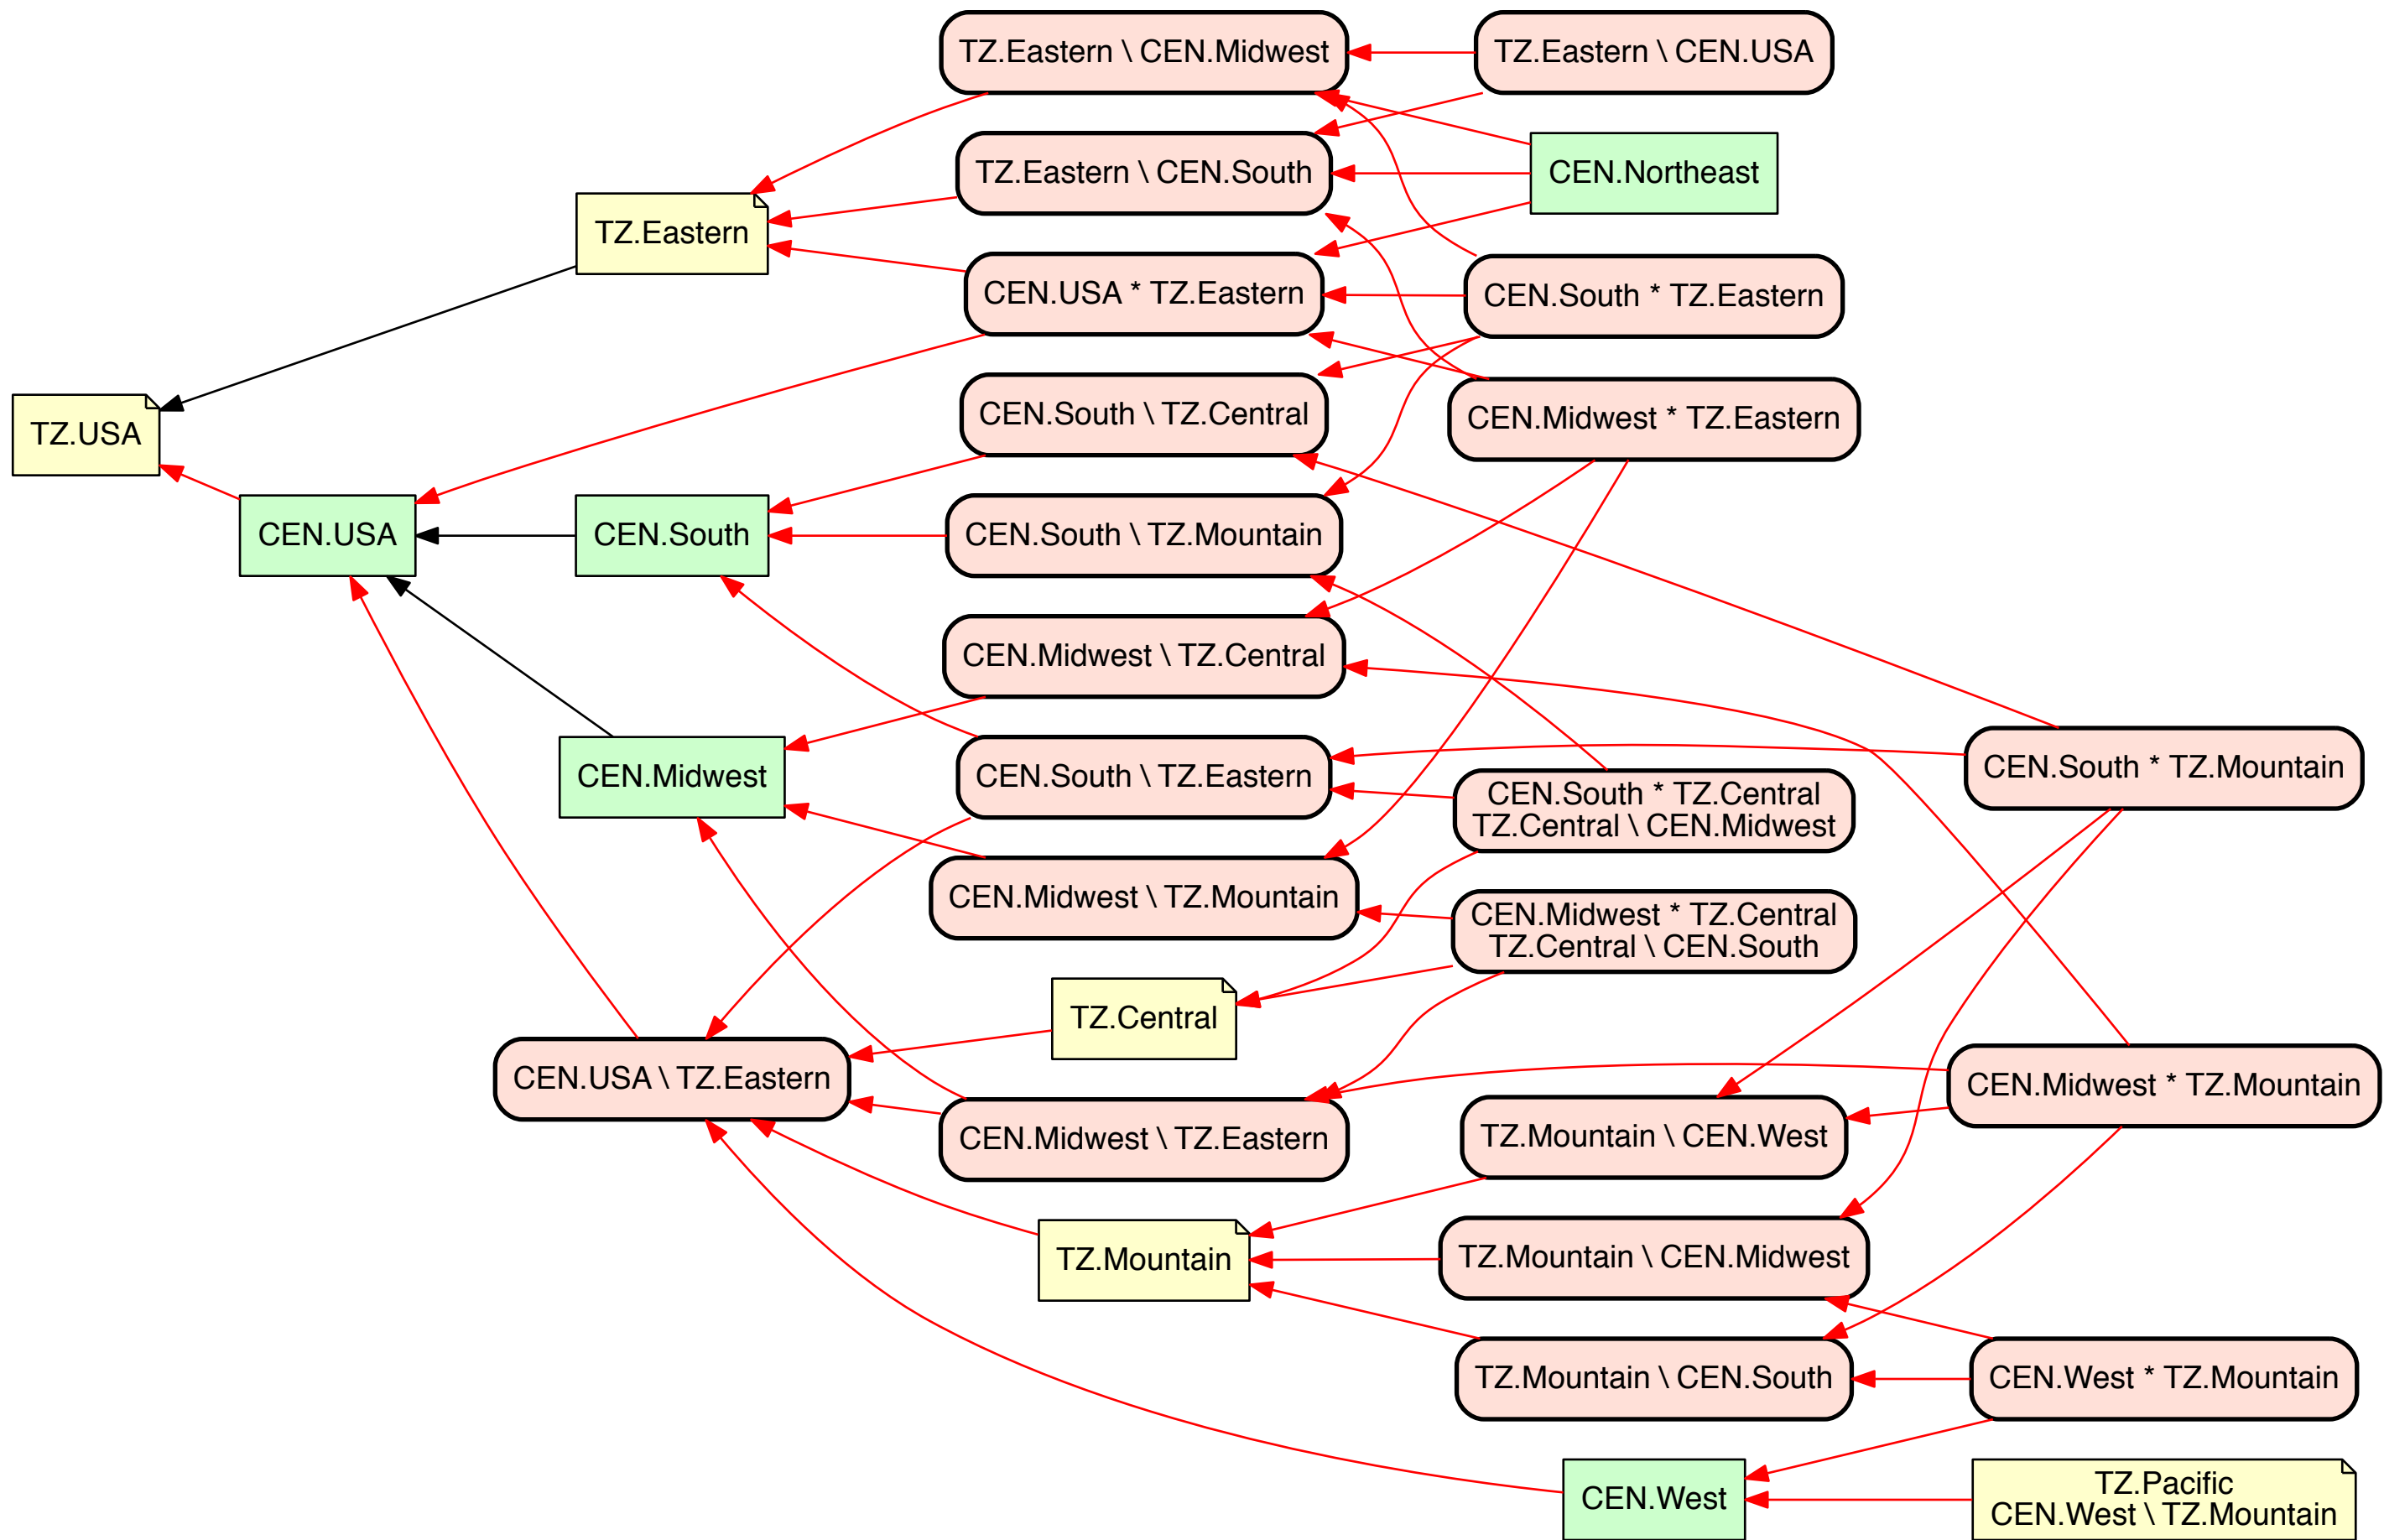 TZ.Eastern \ CEN.Midwest
TZ.Eastern \ CEN.USA
TZ.Eastern \ CEN.South
CEN.Northeast
TZ.Eastern
CEN.USA * TZ.Eastern
CEN.South * TZ.Eastern
TZ.USA
CEN.South \ TZ.Central
CEN.Midwest * TZ.Eastern
CEN.USA
CEN.South
CEN.South \ TZ.Mountain
CEN.Midwest \ TZ.Central
CEN.Midwest
CEN.South \ TZ.Eastern
CEN.South * TZ.Central
TZ.Central \ CEN.Midwest
CEN.South * TZ.Mountain
CEN.Midwest \ TZ.Mountain
CEN.Midwest * TZ.Central
TZ.Central \ CEN.South
TZ.Central
CEN.USA \ TZ.Eastern
CEN.Midwest * TZ.Mountain
CEN.Midwest \ TZ.Eastern
TZ.Mountain \ CEN.West
TZ.Mountain
TZ.Mountain \ CEN.Midwest
TZ.Mountain \ CEN.South
CEN.West * TZ.Mountain
CEN.West
TZ.Pacific
CEN.West \ TZ.Mountain